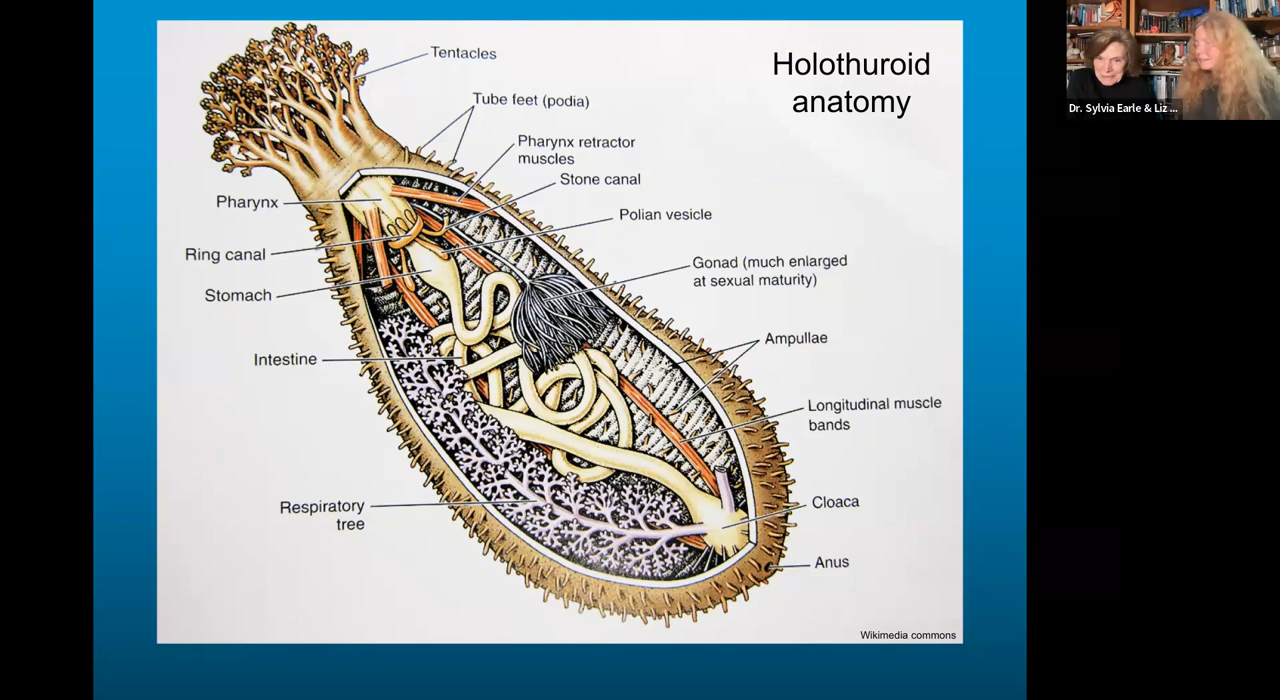 Holothuroid
anatomy
Tentacles
Tube feet (podia)
Pharynx retractor
muscles
Stone canal
Pharynx
Polian vesicle
Ring canal
Gonad (much enlarged
at sexual maturity)
Stomach
Ampullae
Intestine
Longitudinal muscle
bands
Cloaca
Respiratory
tree
Anus
Wikimedia commons
Dr. Sylvia Earle & Liz ...